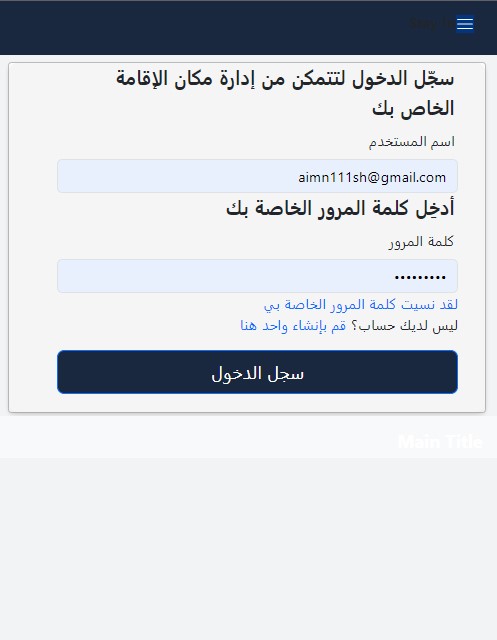 سجّل الدخول لتتمكن من إدارة مكان الإقامة
الخاص بك
اسم المستخدم
aimn111sh@gmail.com
أدخِل كلمة المرور الخاصة بك
كلمة المرور
•••••••••
لقد نسيت كلمة المرور الخاصة بي
ليس لديك حساب؟ قم بإنشاء واحد هنا
سجل الدخول
Main Title